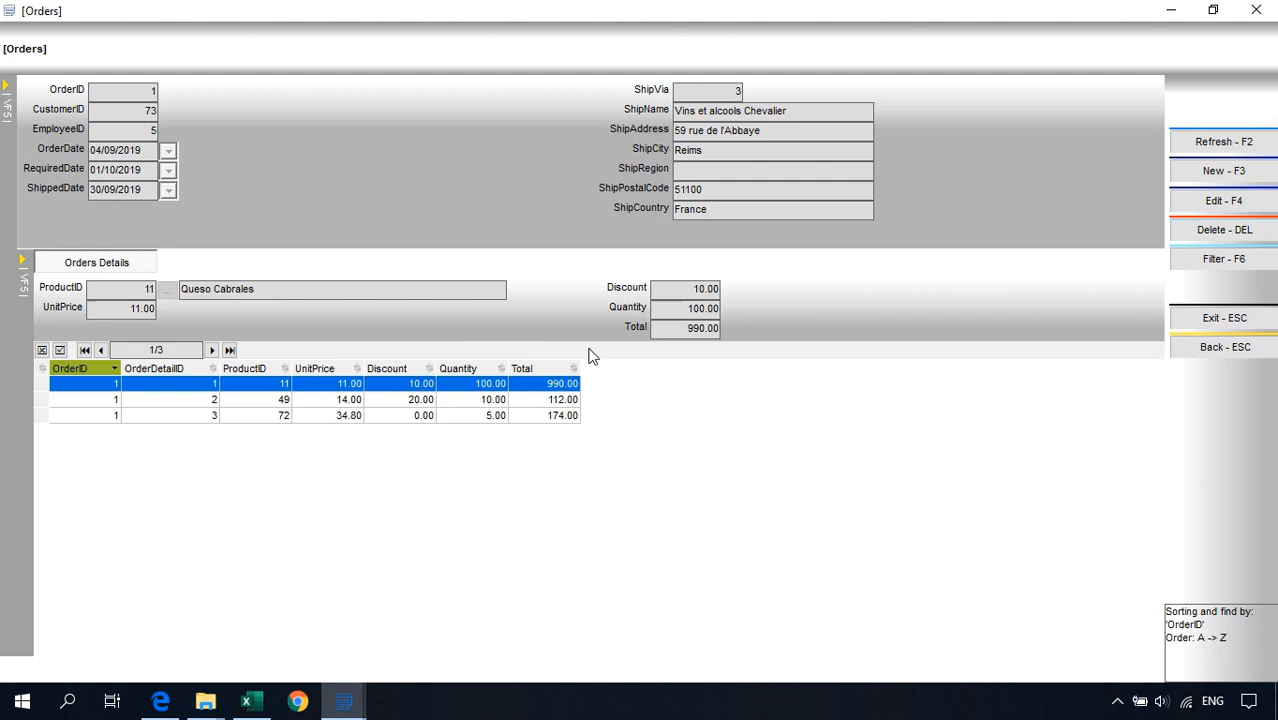 [Orders]
[Orders]
|VF5|
OrderID 1
CustomerID 73
EmployeeID 5
OrderDate 04/09/2019
RequiredDate 01/10/2019
ShippedDate 30/09/2019
ShipVia 3
ShipName Vins et alcools Chevalier
ShipAddress 59 rue de l'Abbaye
ShipCity Reims
ShipRegion
ShipPostalCode 51100
ShipCountry France
Refresh - F2
New - F3
Edit - F4
Delete - DEL
Filter - F6
Exit - ESC
Back - ESC
|VF5|
Orders Details
ProductID 11 ... Queso Cabrales
UnitPrice 11.00
Discount 10.00
Quantity 100.00
Total 990.00
1/3
OrderID OrderDetailID ProductID UnitPrice Discount Quantity Total
1 1 11 11.00 10.00 100.00 990.00
1 2 49 14.00 20.00 10.00 112.00
1 3 72 34.80 0.00 5.00 174.00
Sorting and find by:
'OrderID'
Order: A -> Z
ENG